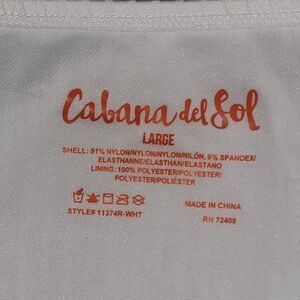 Cabana del Sol
LARGE
SHELL: 91% NYLON/NYLON/NYLON/NILÓN, 9% SPANDEX/
ELASTHANNE/ELASTHAN/ELASTANO
LINING: 100% POLYESTER/POLYESTER/
POLYESTER/POLIÉSTER
MADE IN CHINA
STYLE# 11374R-WHT
RN 72409